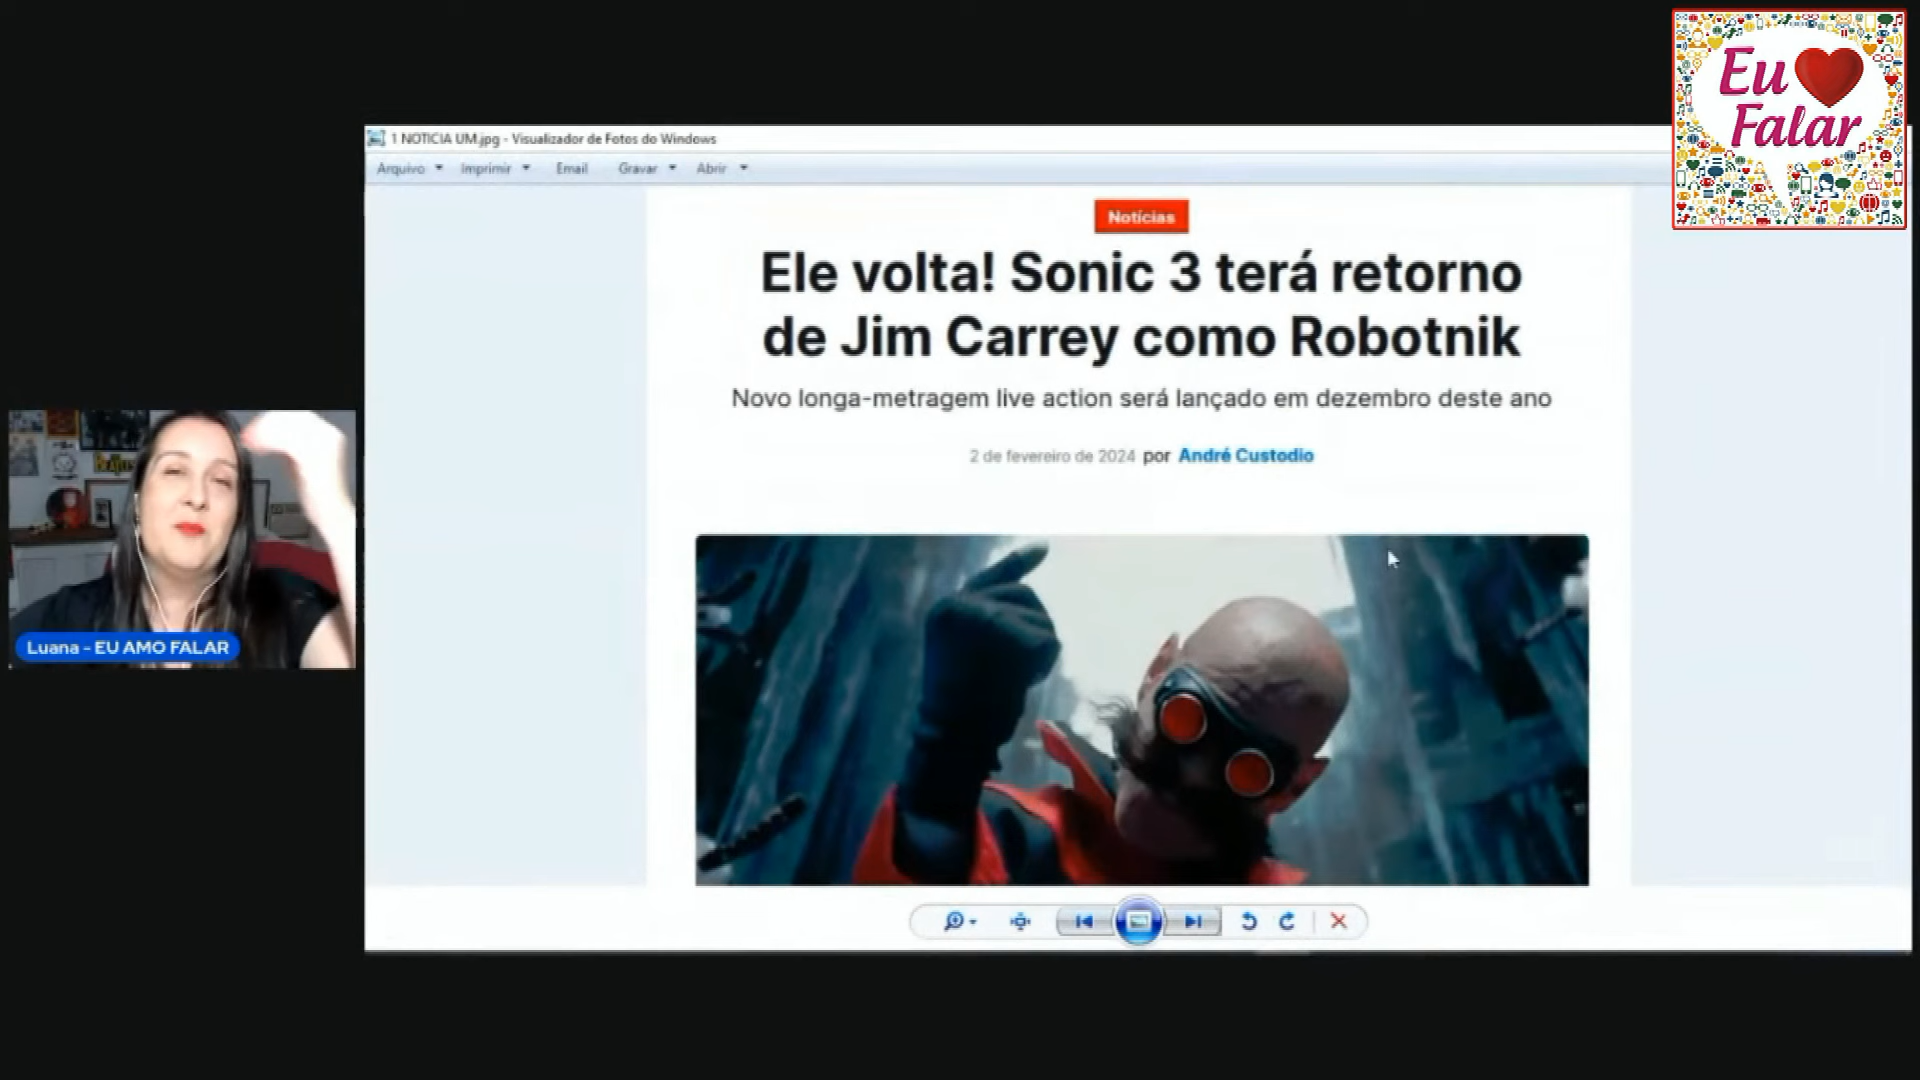 1 NOTICIA UM.jpg - Visualizador de Fotos do Windows
Arquivo Imprimir Email Gravar Abrir
Eu
Falar
Notícias
Ele volta! Sonic 3 terá retorno
de Jim Carrey como Robotnik
Novo longa-metragem live action será lançado em dezembro deste ano
2 de fevereiro de 2024 por André Custodio
BEATLES
Luana - EU AMO FALAR